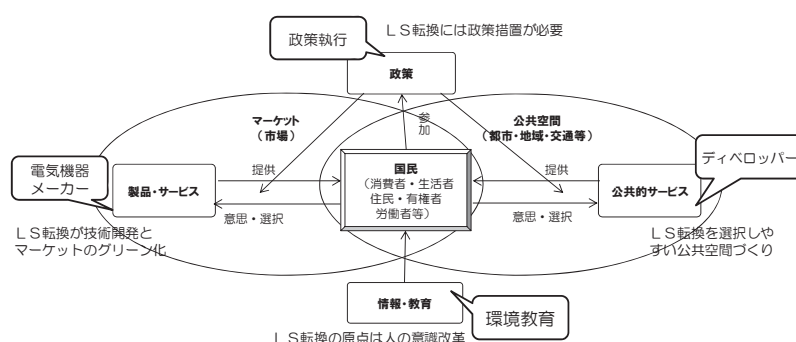 政策執行
ＬＳ転換には政策措置が必要
政策
マーケット
（市場）
参加
公共空間
（都市・地域・交通等）
電気機器
メーカー
製品・サービス
提供
意思・選択
国民
（消費者・生活者
住民・有権者
労働者等）
提供
意思・選択
公共的サービス
ディベロッパー
ＬＳ転換が技術開発と
マーケットのグリーン化
ＬＳ転換を選択しや
すい公共空間づくり
情報・教育
環境教育
ＬＳ転換の原点は人の意識改革